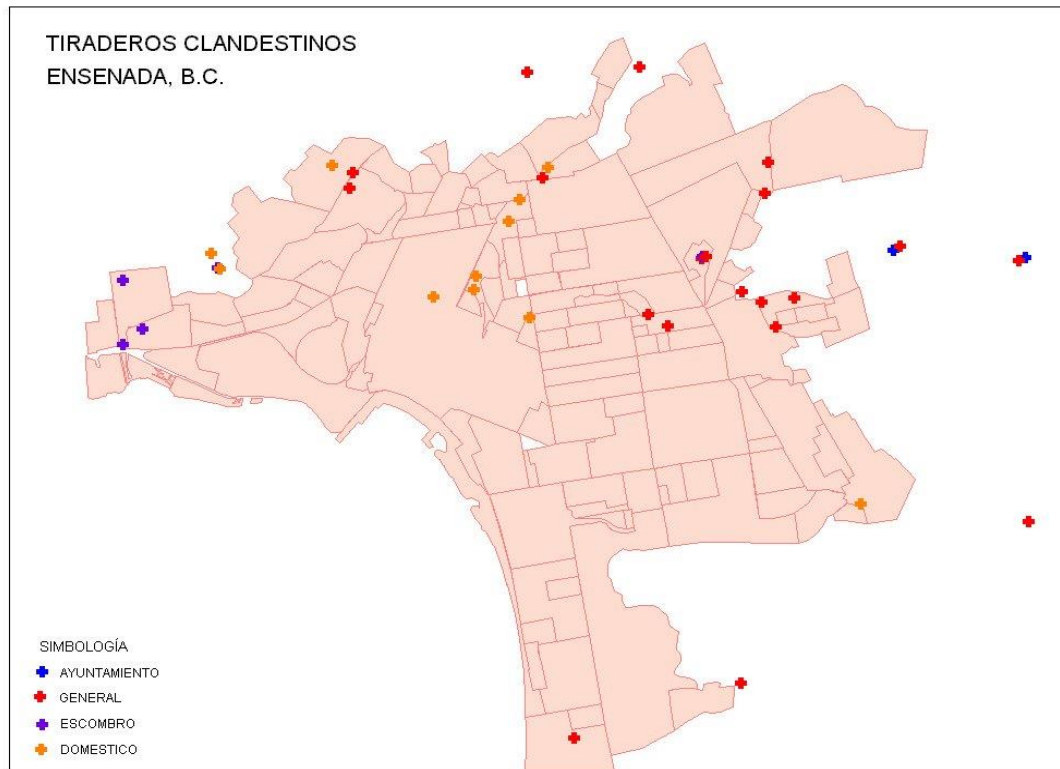 TIRADEROS CLANDESTINOS
ENSENADA, B.C.
SIMBOLOGÍA
AYUNTAMIENTO
GENERAL
ESCOMBRO
DOMESTICO